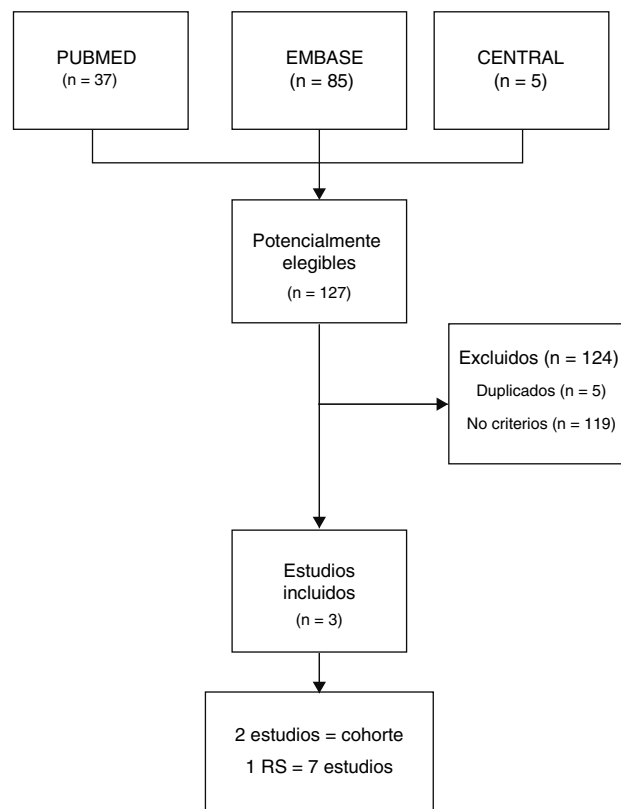 PUBMED
(n = 37)
EMBASE
(n = 85)
CENTRAL
(n = 5)
Potencialmente
elegibles
(n = 127)
Excluidos (n = 124)
Duplicados (n = 5)
No criterios (n = 119)
Estudios
incluidos
(n = 3)
2 estudios = cohorte
1 RS = 7 estudios